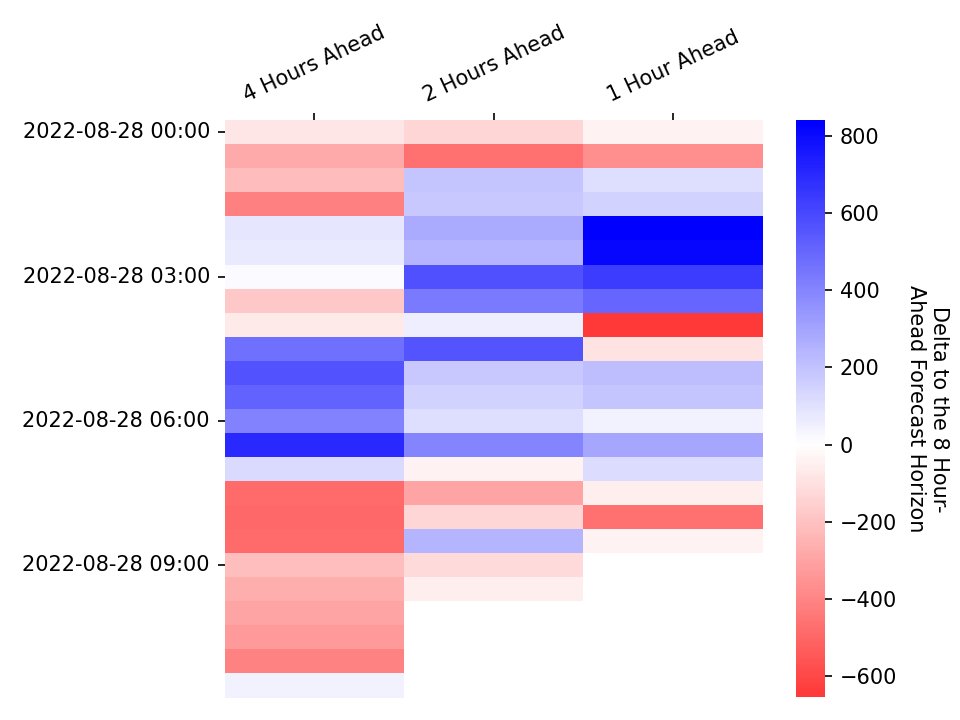 4 Hours Ahead
2 Hours Ahead
1 Hour Ahead
2022-08-28 00:00
2022-08-28 03:00
2022-08-28 06:00
2022-08-28 09:00
800
600
400
200
0
−200
−400
−600
Delta to the 8 Hour-
Ahead Forecast Horizon